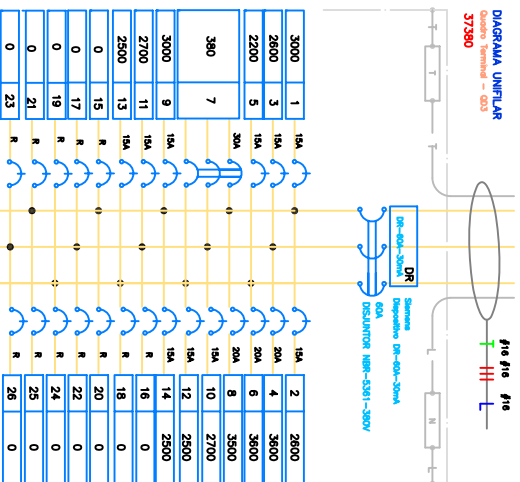 DIAGRAMA UNIFILAR
Quadro Terminal - QD3
37380
#16 #16
T
L
T
T
T
L
N
L
DR
DR-60A-30mA
Siemens
Dispositivo DR-60A-30mA
60A
DISJUNTOR NBR-5361-380V
3000 1 15A 15A 2 2600
2600 3 15A 20A 4 3600
2200 5 15A 20A 6 3600
380 7 30A 20A 8 3500
15A 10 2700
15A 12 2500
3000 9 15A 15A 14 2500
2700 11 15A R 16 0
2500 13 15A R 18 0
0 15 R R 20 0
0 17 R R 22 0
0 19 R R 24 0
0 21 R R 25 0
0 23 R R 26 0